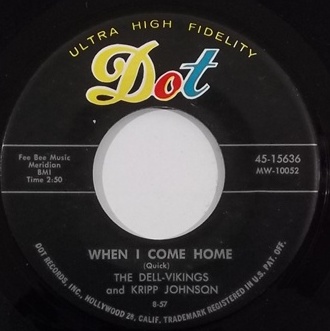 ULTRA HIGH FIDELITY
Dot
Fee Bee Music
Meridian
BMI
Time 2:50
45-15636
MW-10052
WHEN I COME HOME
(Quick)
THE DELL-VIKINGS
and KRIPP JOHNSON
8-57
DOT RECORDS, INC., HOLLYWOOD 28, CALIF, TRADEMARK REGISTERED U.S. PAT. OFF.